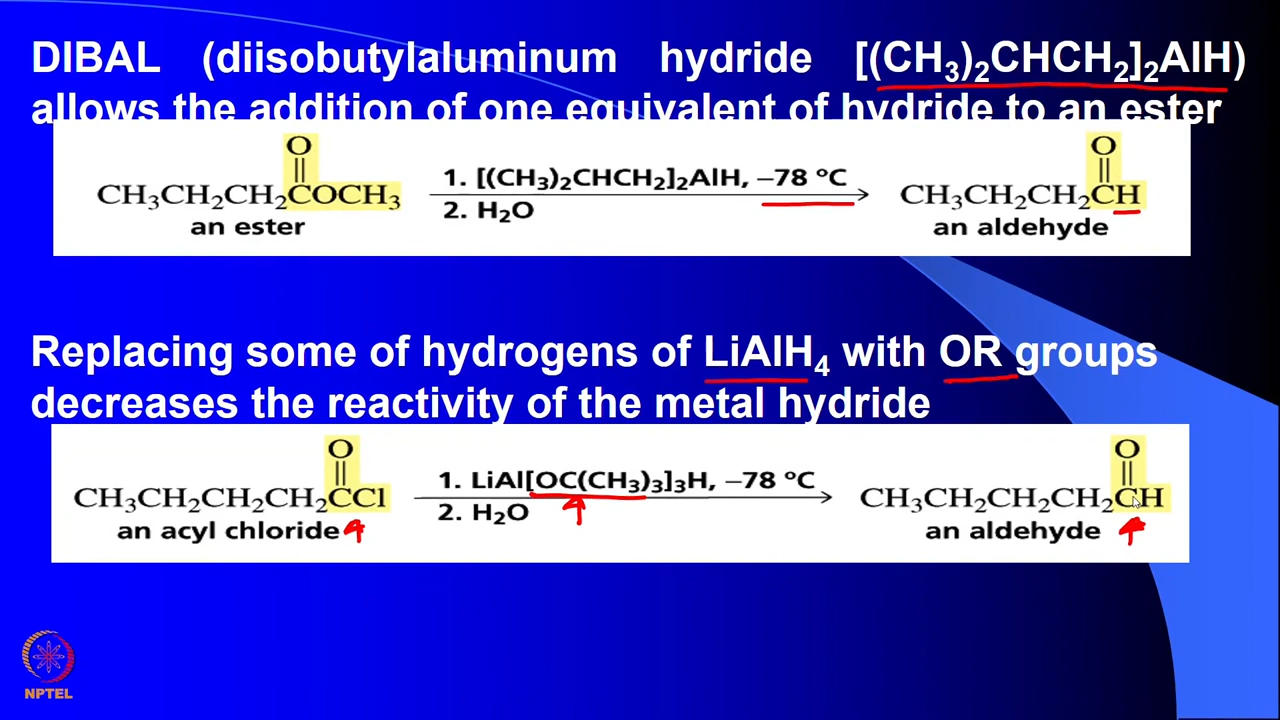 DIBAL (diisobutylaluminum hydride [(CH₃)₂CHCH₂]₂AlH)
allows the addition of one equivalent of hydride to an ester
O
||
CH₃CH₂CH₂COCH₃
an ester
1. [(CH₃)₂CHCH₂]₂AlH, –78 °C
2. H₂O
O
||
CH₃CH₂CH₂CH
an aldehyde
Replacing some of hydrogens of LiAlH₄ with OR groups
decreases the reactivity of the metal hydride
O
||
CH₃CH₂CH₂CH₂CCl
an acyl chloride
1. LiAl[OC(CH₃)₃]₃H, –78 °C
2. H₂O
O
||
CH₃CH₂CH₂CH₂CH
an aldehyde
NPTEL